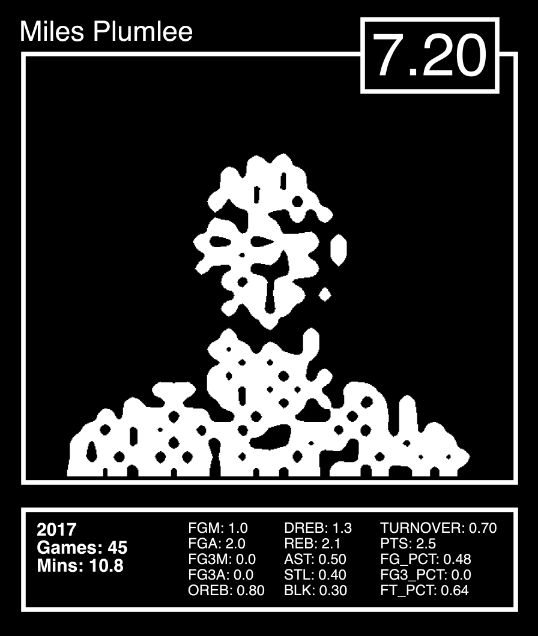 Miles Plumlee
7.20
2017
Games: 45
Mins: 10.8
FGM: 1.0
FGA: 2.0
FG3M: 0.0
FG3A: 0.0
OREB: 0.80
DREB: 1.3
REB: 2.1
AST: 0.50
STL: 0.40
BLK: 0.30
TURNOVER: 0.70
PTS: 2.5
FG_PCT: 0.48
FG3_PCT: 0.0
FT_PCT: 0.64